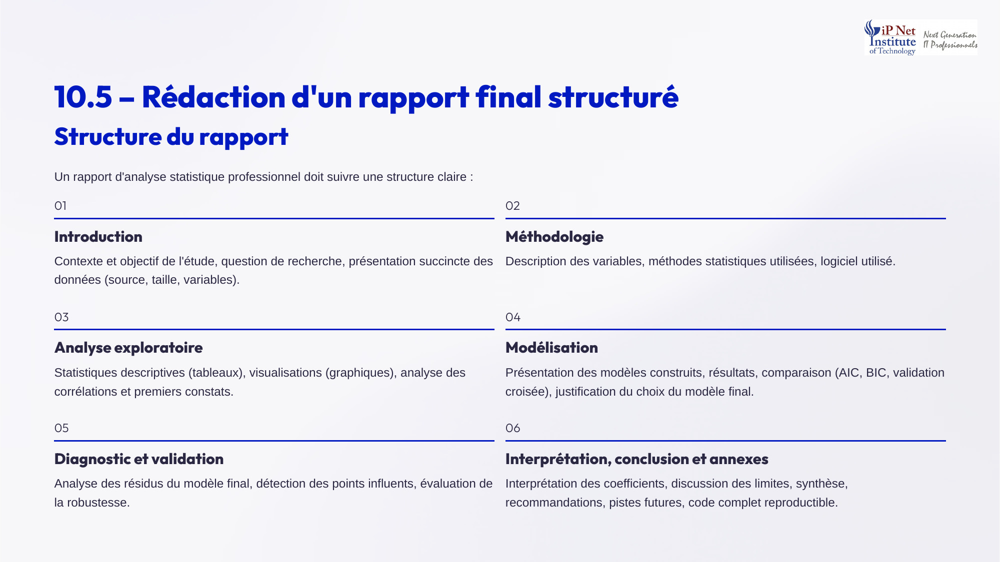 iP Net
Institute
of Technology
Next Generation
IT Professionnels
10.5 – Rédaction d'un rapport final structuré
Structure du rapport
Un rapport d'analyse statistique professionnel doit suivre une structure claire :
01
Introduction
Contexte et objectif de l'étude, question de recherche, présentation succincte des
données (source, taille, variables).
02
Méthodologie
Description des variables, méthodes statistiques utilisées, logiciel utilisé.
03
Analyse exploratoire
Statistiques descriptives (tableaux), visualisations (graphiques), analyse des
corrélations et premiers constats.
04
Modélisation
Présentation des modèles construits, résultats, comparaison (AIC, BIC, validation
croisée), justification du choix du modèle final.
05
Diagnostic et validation
Analyse des résidus du modèle final, détection des points influents, évaluation de
la robustesse.
06
Interprétation, conclusion et annexes
Interprétation des coefficients, discussion des limites, synthèse,
recommandations, pistes futures, code complet reproductible.